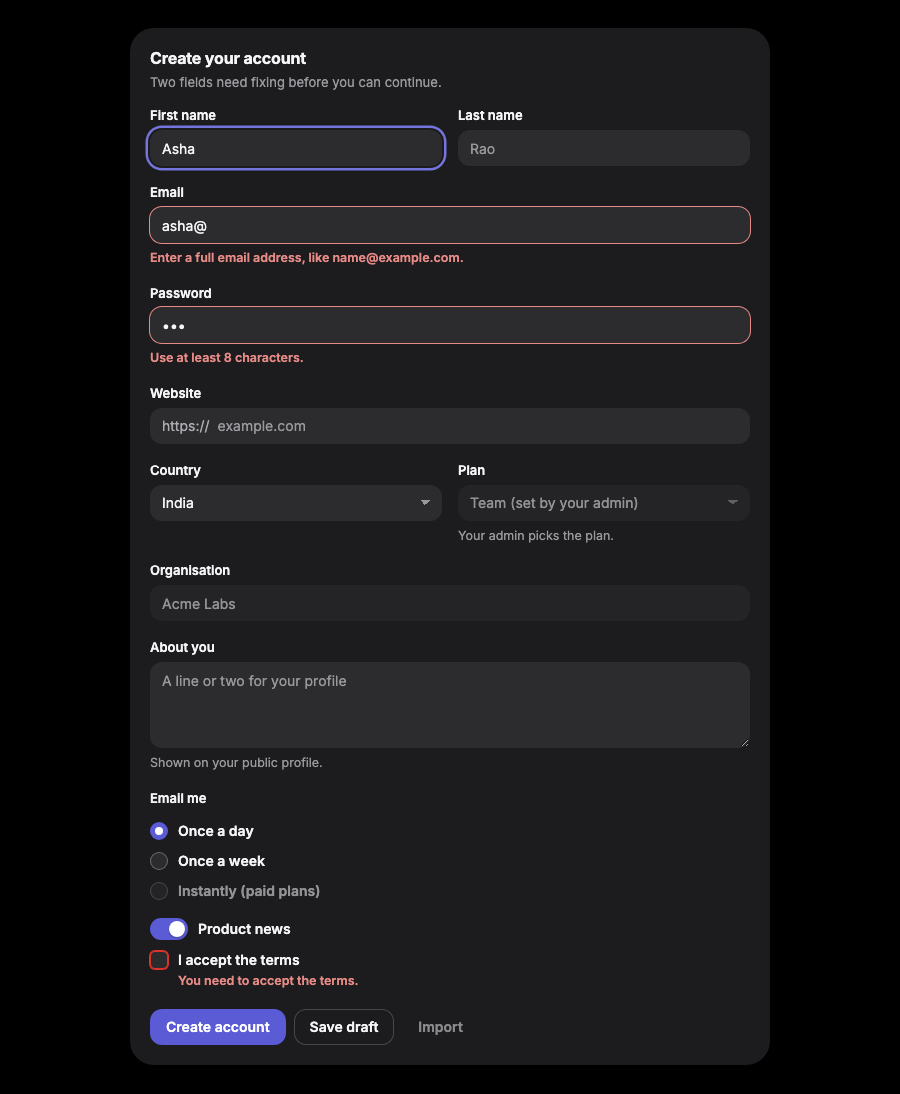 Create your account
Two fields need fixing before you can continue.
First name
Last name
Asha
Rao
Email
asha@
Enter a full email address, like name@example.com.
Password
•••
Use at least 8 characters.
Website
https:// example.com
Country
Plan
India
Team (set by your admin)
Your admin picks the plan.
Organisation
Acme Labs
About you
A line or two for your profile
Shown on your public profile.
Email me
Once a day
Once a week
Instantly (paid plans)
Product news
I accept the terms
You need to accept the terms.
Create account
Save draft
Import